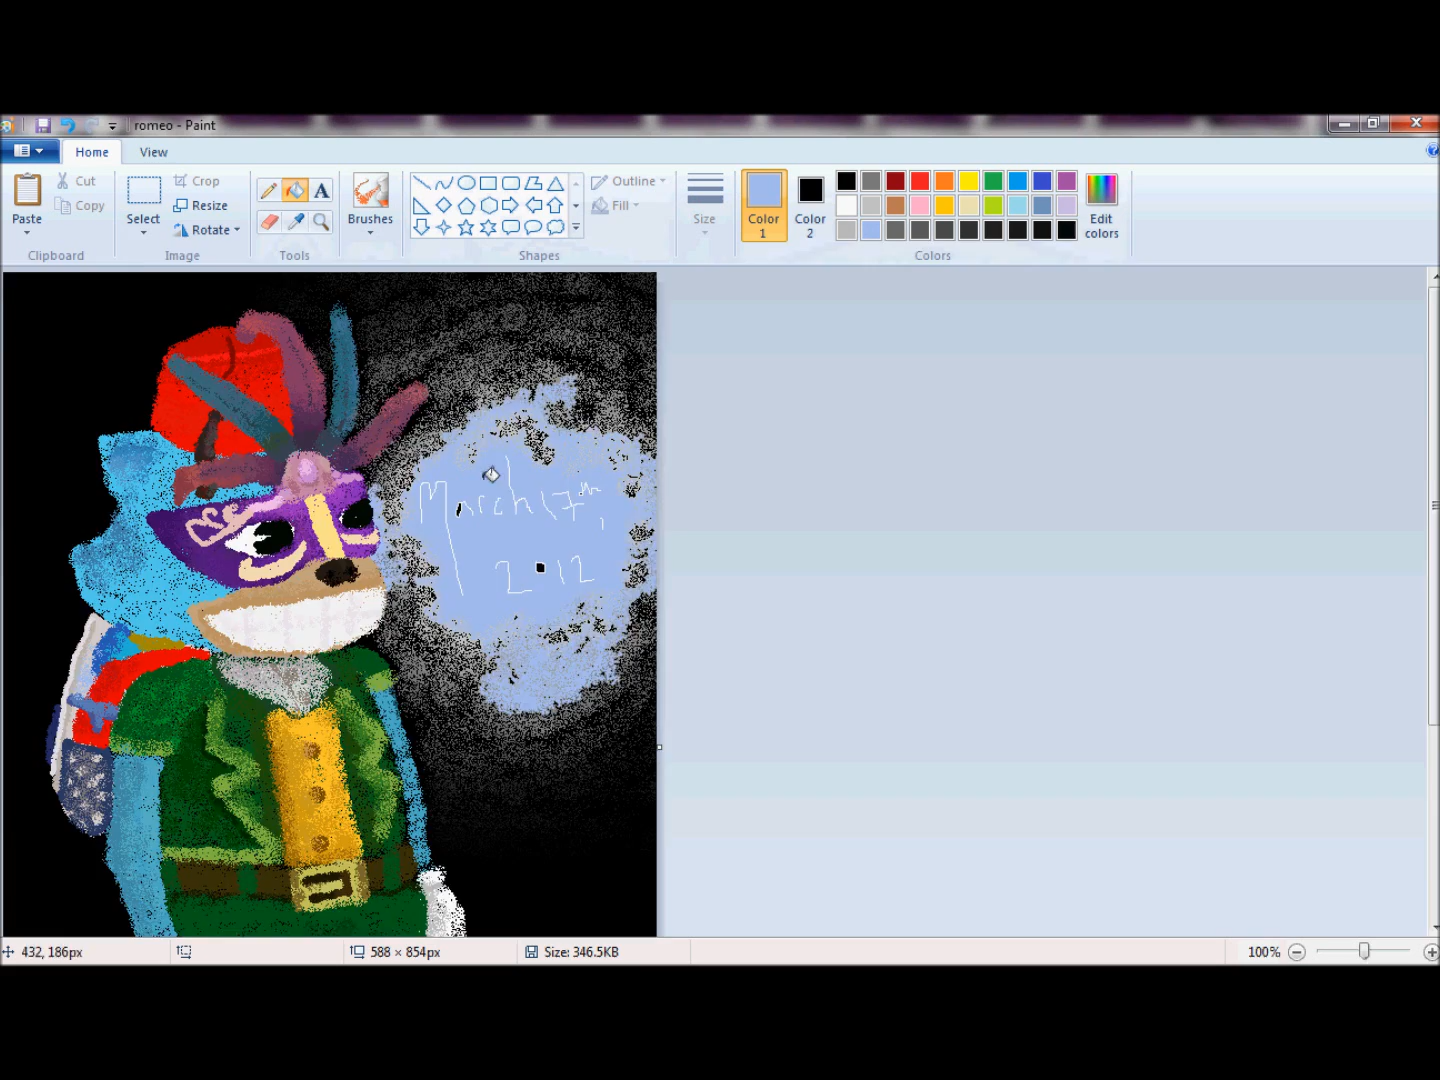 romeo - Paint
Home View
Paste
Cut
Copy
Clipboard
Select
Crop
Resize
Rotate
Image
A
Tools
Brushes
Outline
Fill
Shapes
Size
Color 1
Color 2
Edit colors
Colors
March 17th,
2012
432, 186px
588 × 854px
Size: 346.5KB
100%